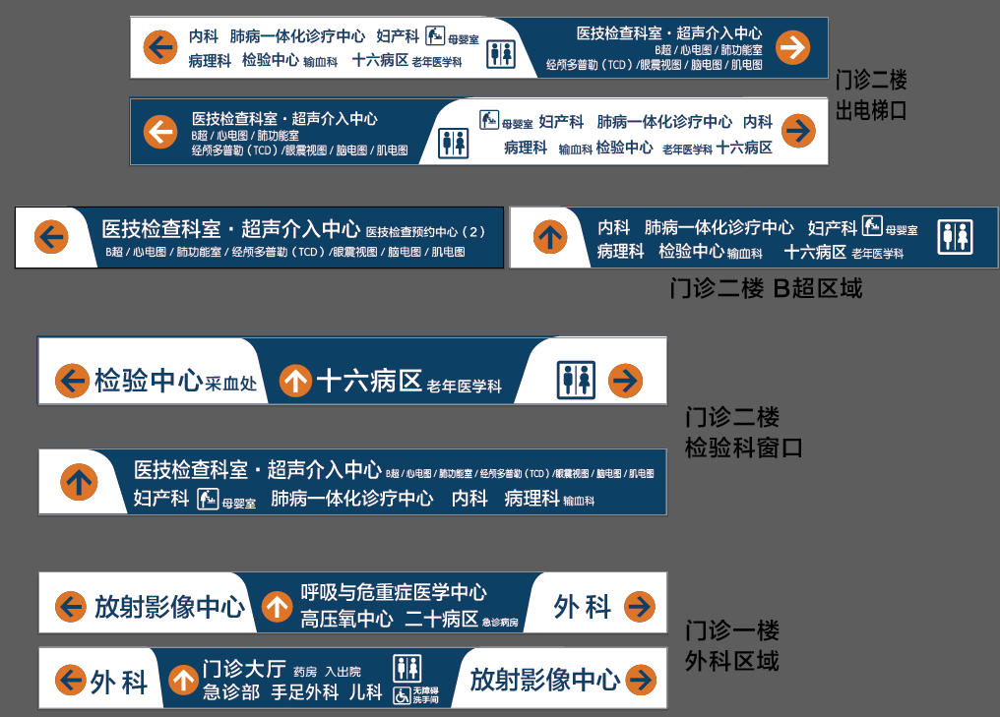 内科 肺病一体化诊疗中心 妇产科 母婴室
病理科 检验中心 输血科 十六病区 老年医学科
医技检查科室·超声介入中心
B超/心电图/肺功能室
经颅多普勒(TCD)/眼震视图/脑电图/肌电图
门诊二楼
出电梯口
医技检查科室·超声介入中心
B超/心电图/肺功能室
经颅多普勒(TCD)/眼震视图/脑电图/肌电图
母婴室 妇产科 肺病一体化诊疗中心 内科
病理科 输血科 检验中心 老年医学科 十六病区
医技检查科室·超声介入中心 医技检查预约中心(2)
B超/心电图/肺功能室/经颅多普勒(TCD)/眼震视图/脑电图/肌电图
内科 肺病一体化诊疗中心 妇产科 母婴室
病理科 检验中心 输血科 十六病区 老年医学科
门诊二楼 B超区域
检验中心 采血处
十六病区 老年医学科
门诊二楼
检验科窗口
医技检查科室·超声介入中心 B超/心电图/肺功能室/经颅多普勒(TCD)/眼震视图/脑电图/肌电图
妇产科 母婴室 肺病一体化诊疗中心 内科 病理科 输血科
放射影像中心
呼吸与危重症医学中心
高压氧中心 二十病区 急诊病房
外科
门诊一楼
外科区域
外科
门诊大厅 药房 入出院
急诊部 手足外科 儿科
无障碍
洗手间
放射影像中心